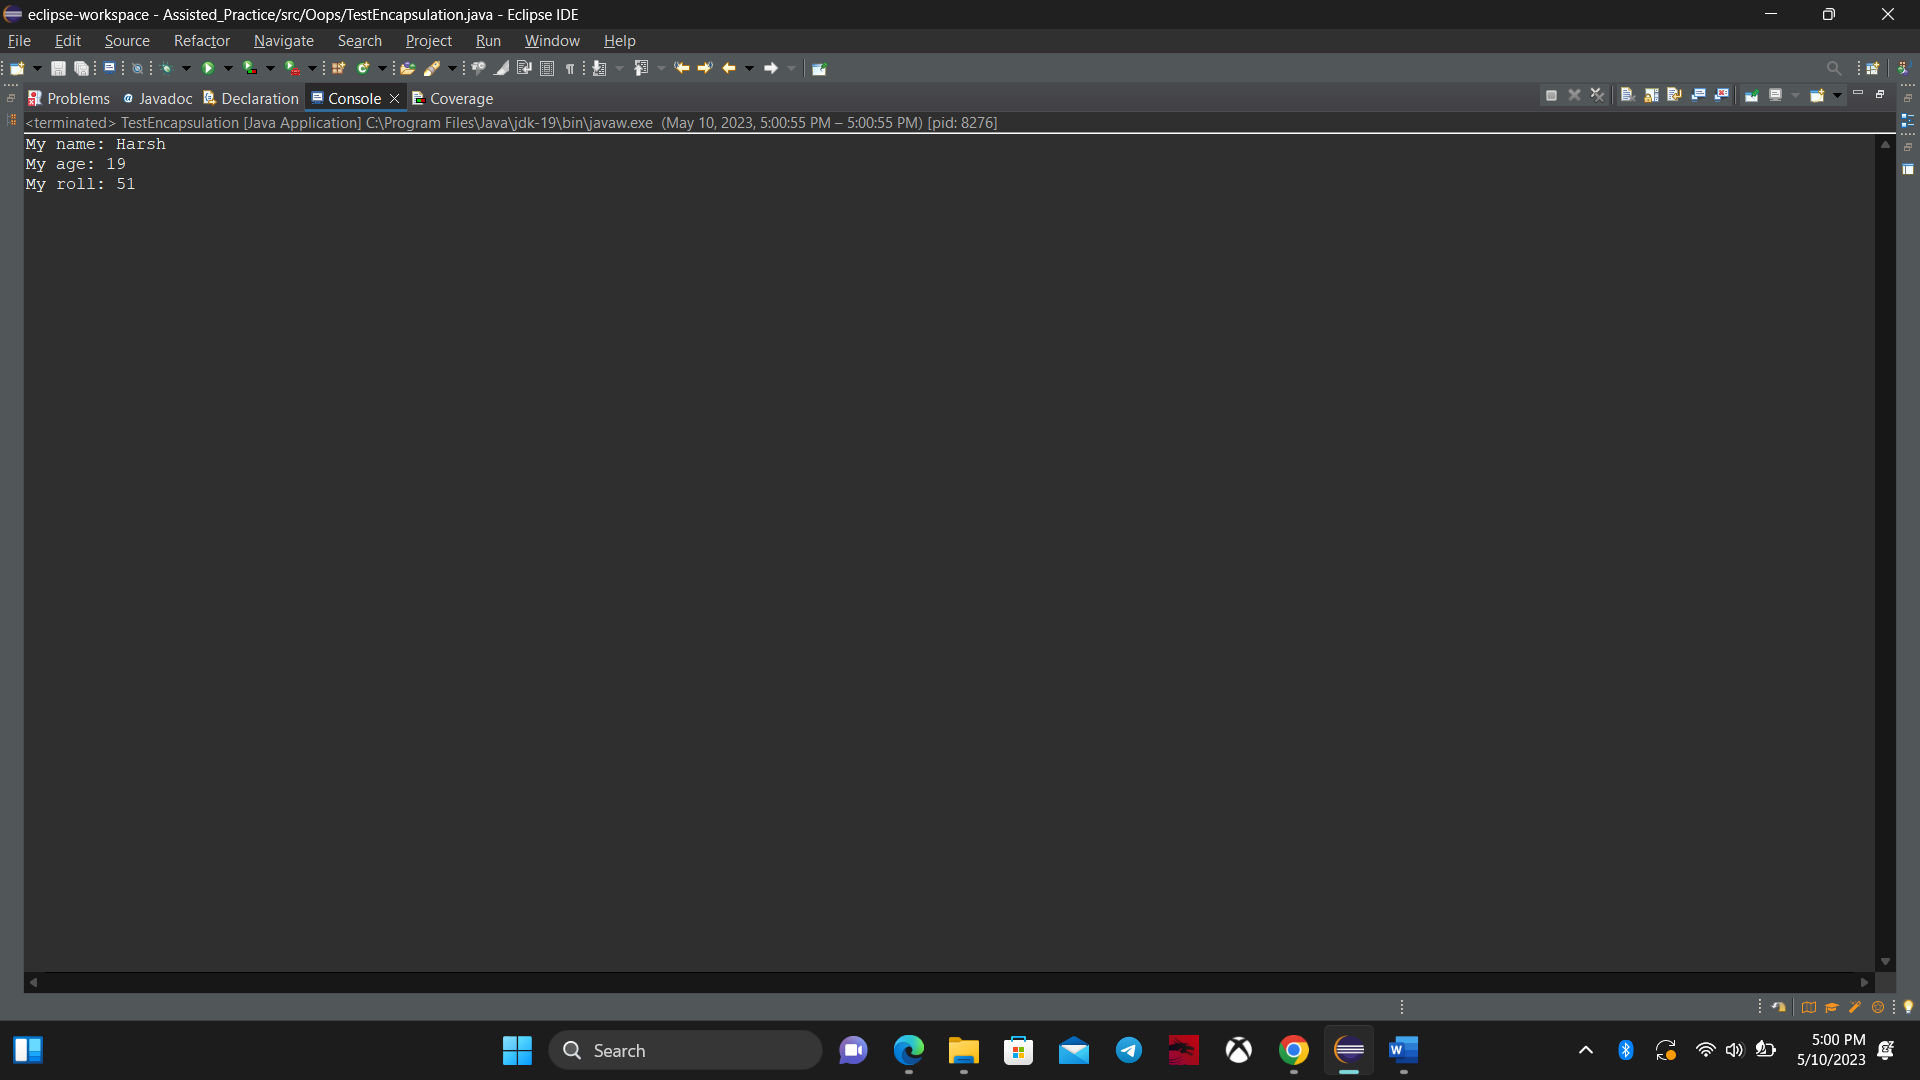 eclipse-workspace - Assisted_Practice/src/Oops/TestEncapsulation.java - Eclipse IDE
File Edit Source Refactor Navigate Search Project Run Window Help
Problems Javadoc Declaration Console Coverage
<terminated> TestEncapsulation [Java Application] C:\Program Files\Java\jdk-19\bin\javaw.exe (May 10, 2023, 5:00:55 PM – 5:00:55 PM) [pid: 8276]
My name: Harsh
My age: 19
My roll: 51
Search
5:00 PM
5/10/2023